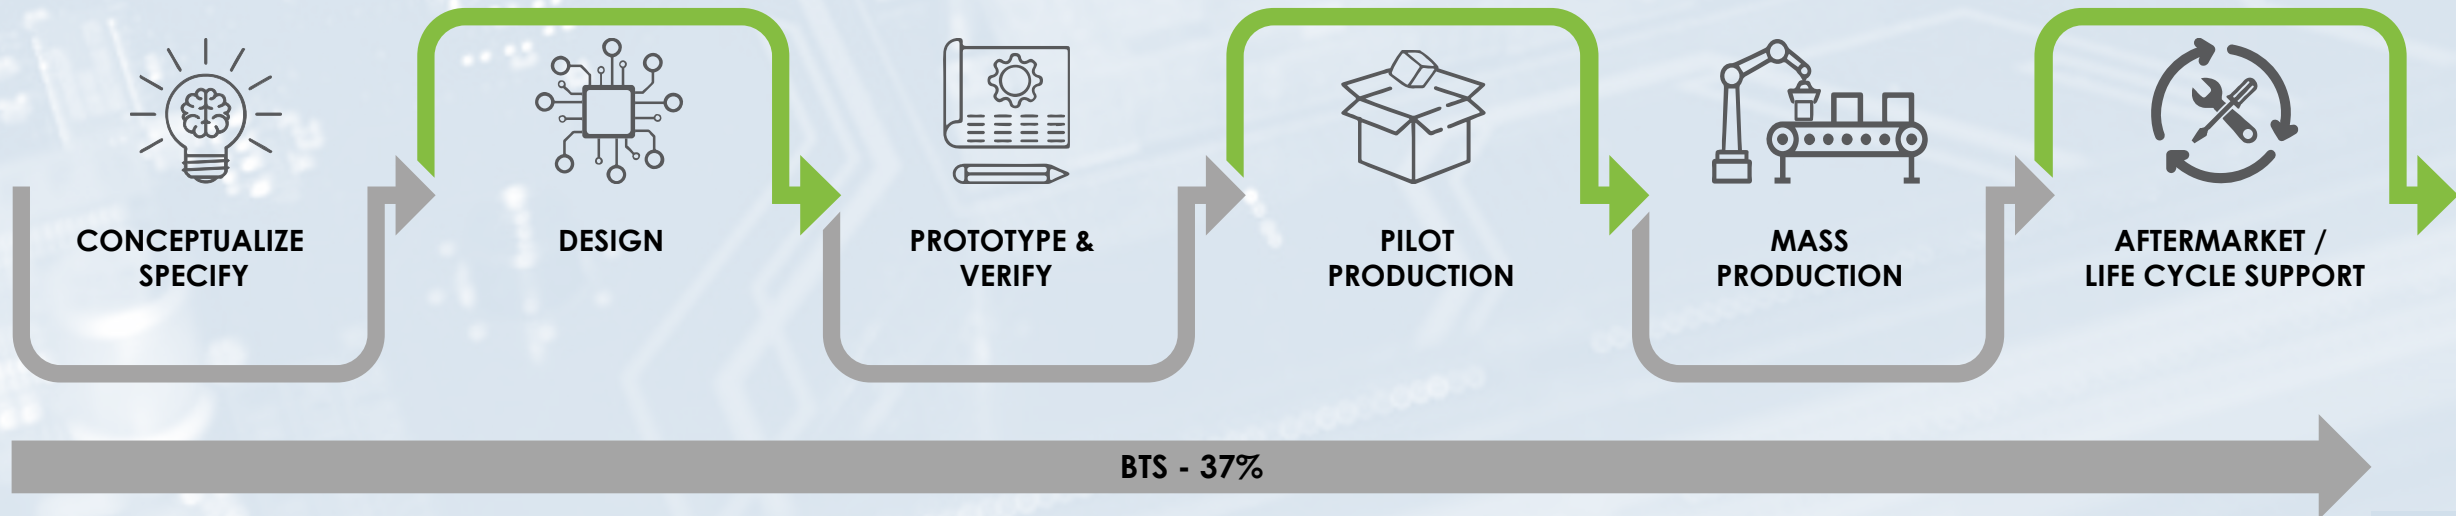 CONCEPTUALIZE
SPECIFY
DESIGN
PROTOTYPE &
VERIFY
PILOT
PRODUCTION
MASS
PRODUCTION
AFTERMARKET /
LIFE CYCLE SUPPORT
BTS - 37%